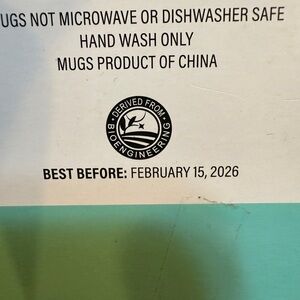 UGS NOT MICROWAVE OR DISHWASHER SAFE
HAND WASH ONLY
MUGS PRODUCT OF CHINA
DERIVED FROM
BIOENGINEERING
BEST BEFORE: FEBRUARY 15, 2026